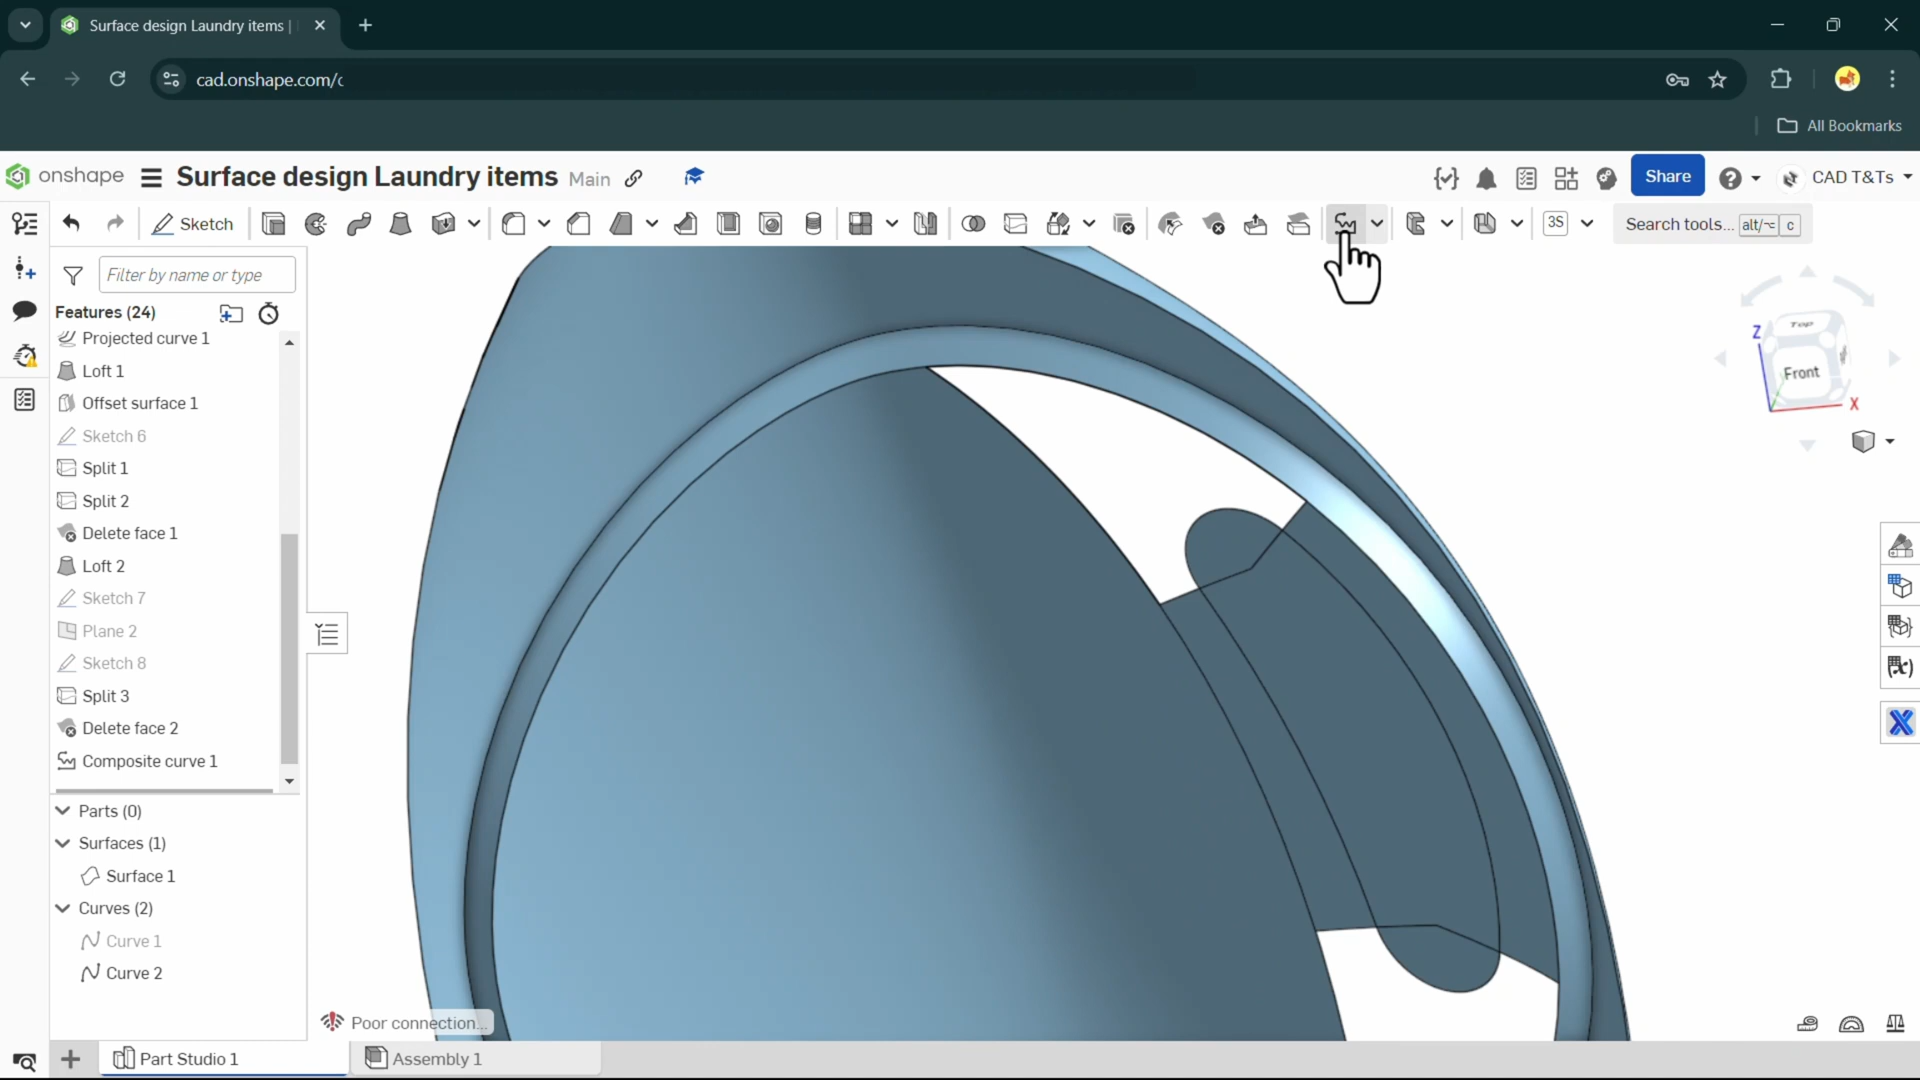 Surface design Laundry items |
cad.onshape.com/c
All Bookmarks
onshape
Surface design Laundry items
Main
Share
CAD T&Ts
Sketch
3S
Search tools... alt/⌥ c
Filter by name or type
Features (24)
Projected curve 1
Loft 1
Offset surface 1
Sketch 6
Split 1
Split 2
Delete face 1
Loft 2
Sketch 7
Plane 2
Sketch 8
Split 3
Delete face 2
Composite curve 1
Parts (0)
Surfaces (1)
Surface 1
Curves (2)
Curve 1
Curve 2
Top
Z
Front
X
Poor connection...
Part Studio 1
Assembly 1